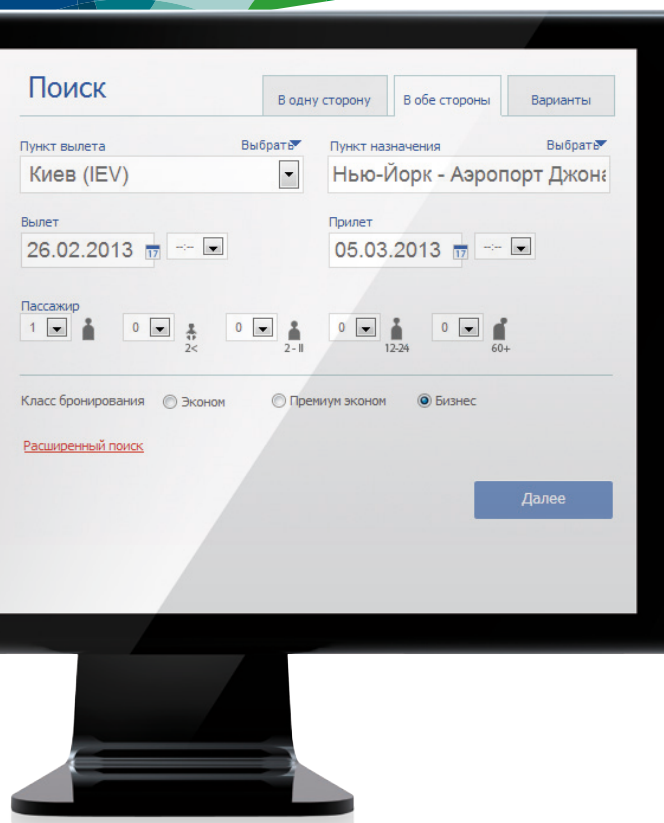 Поиск
В одну сторону
В обе стороны
Варианты
Пункт вылета
Выбрать
Пункт назначения
Выбрать
Киев (IEV)
Нью-Йорк - Аэропорт Джона
Вылет
Прилет
26.02.2013
17
--:--
05.03.2013
17
--:--
Пассажир
1
0
0
0
0
2<
2 - II
12-24
60+
Класс бронирования
Эконом
Премиум эконом
Бизнес
Расширенный поиск
Далее